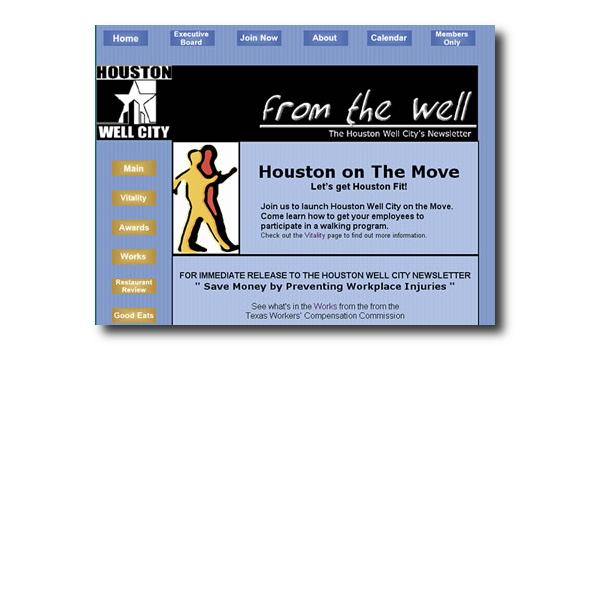 Home
Executive
Board
Join Now
About
Calendar
Members
Only
HOUSTON
WELL CITY
from the well
The Houston Well City's Newsletter
Main
Vitality
Awards
Works
Restaurant
Review
Good Eats
Houston on The Move
Let's get Houston Fit!
Join us to launch Houston Well City on the Move.
Come learn how to get your employees to
participate in a walking program.
Check out the Vitality page to find out more information.
FOR IMMEDIATE RELEASE TO THE HOUSTON WELL CITY NEWSLETTER
" Save Money by Preventing Workplace Injuries "
See what's in the Works from the from the
Texas Workers' Compensation Commission